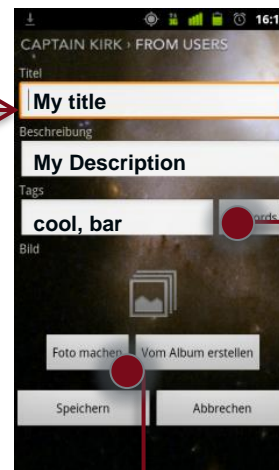 16:1
CAPTAIN KIRK › FROM USERS
Titel
My title
Beschreibung
My Description
Tags
cool, bar
Bild
Foto machen Vom Album erstellen
Speichern Abbrechen